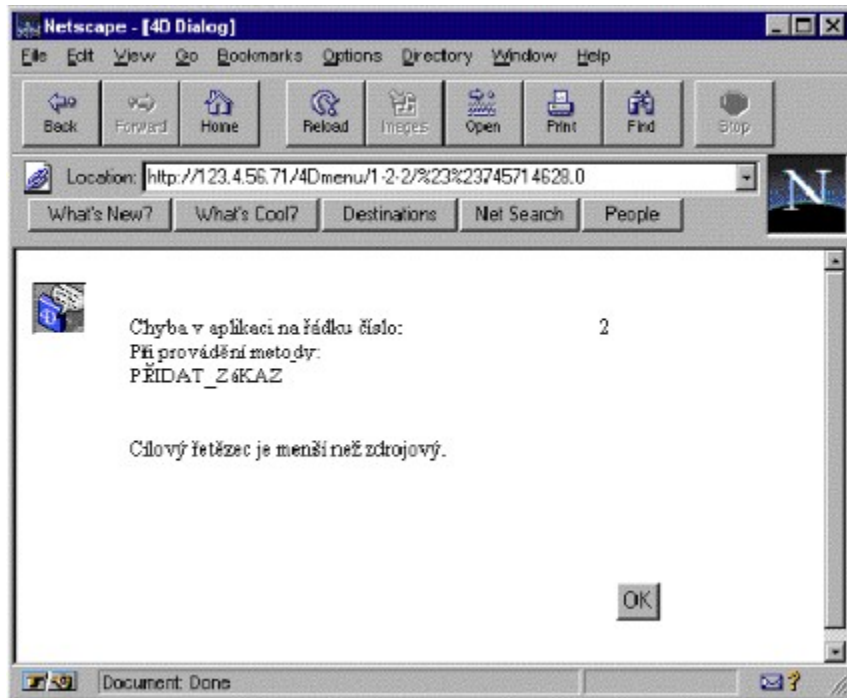 Netscape - [4D Dialog]
File Edit View Go Bookmarks Options Directory Window Help
Back Forward Home Reload Images Open Print Find Stop
Location: http://123.4.56.71/4Dmenu/1-2-2/%23%23745714628.0
N
What's New? What's Cool? Destinations Net Search People
Chyba v aplikaci na řádku číslo: 2
Při provádění metody:
PŘIDAT_ZáKAZ
Cílový řetězec je menší než zdrojový.
OK
Document: Done